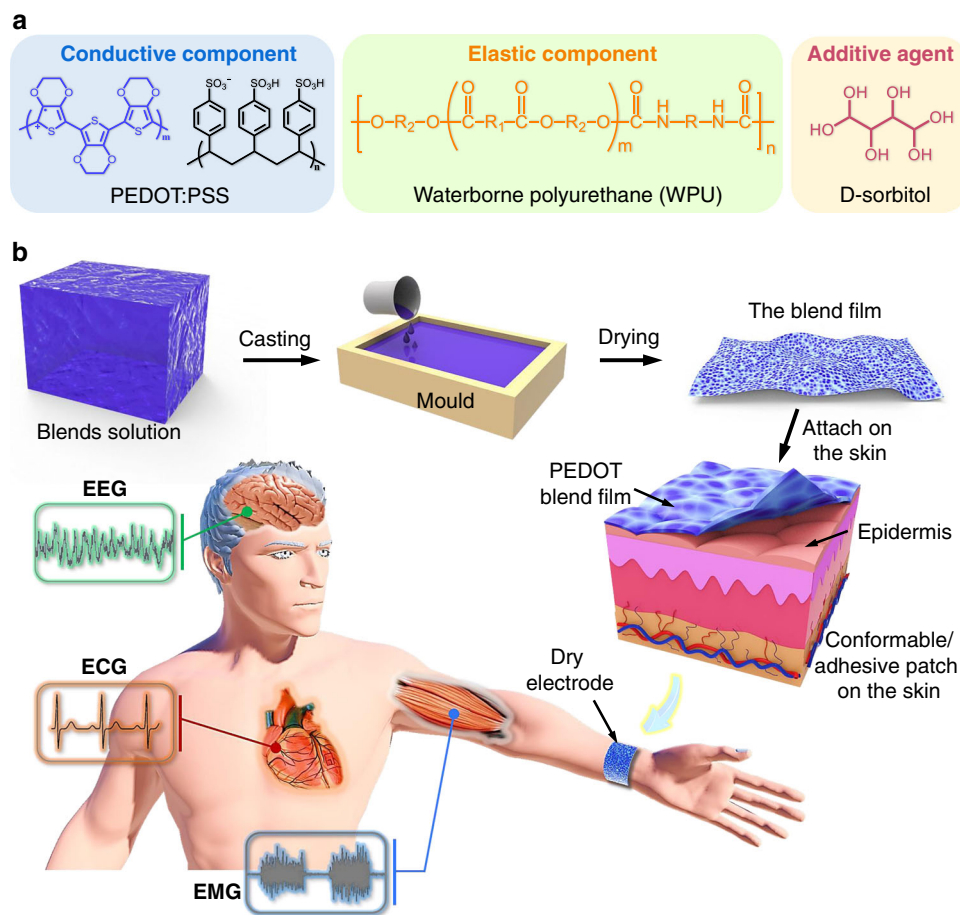 a
Conductive component
SO₃⁻ SO₃H SO₃H
O O O O
S S S
+
O O
m
n
PEDOT:PSS
Elastic component
O O O O
O–R₂–O C–R₁–C–O–R₂–O C–N–R–N–C
H H
m
n
Waterborne polyurethane (WPU)
Additive agent
OH OH OH
HO OH
OH OH
D-sorbitol
b
Blends solution
Casting
Mould
Drying
The blend film
Attach on
the skin
PEDOT
blend film
Epidermis
Conformable/
adhesive patch
on the skin
Dry
electrode
EEG
ECG
EMG